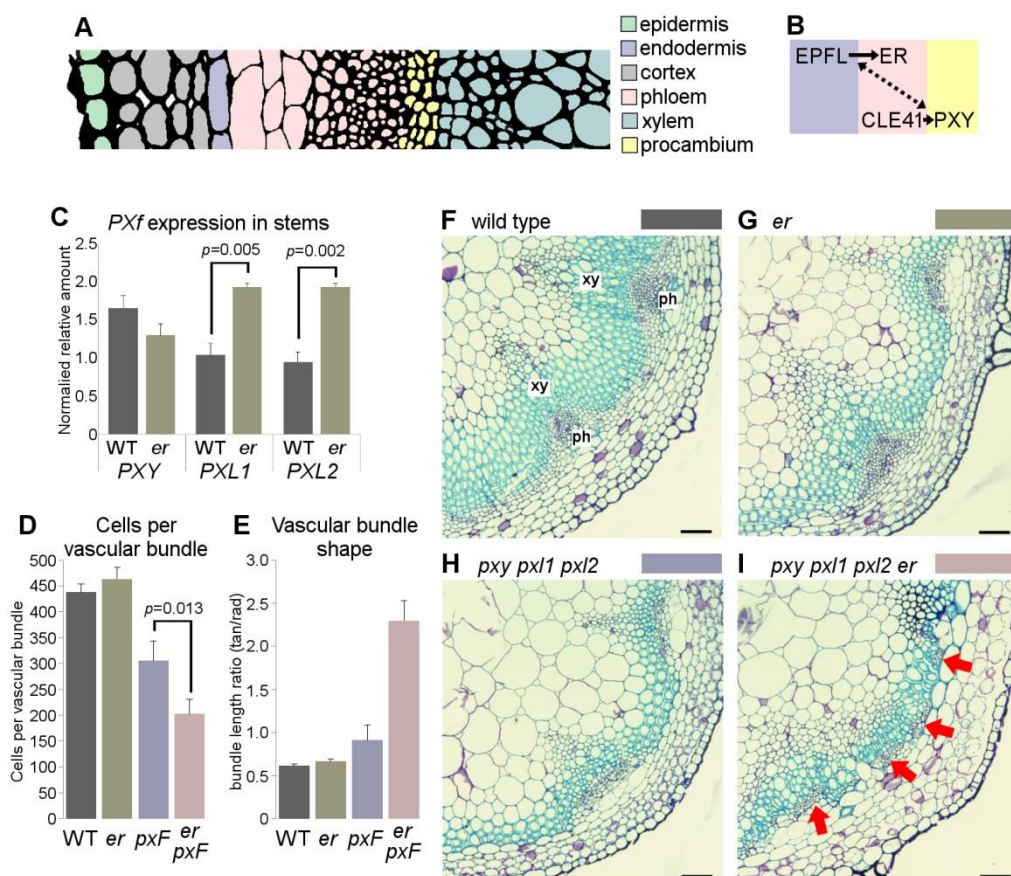 A
epidermis
endodermis
cortex
phloem
xylem
procambium
B
EPFL ER
CLE41 PXY
C PXf expression in stems
Normalied relative amount
2.5
2.0
1.5
1.0
1.5
0
p=0.005
p=0.002
WT er WT er WT er
PXY PXL1 PXL2
D Cells per
vascular bundle
Cells per vascular bundle
500
450
400
350
300
250
200
150
100
50
0
p=0.013
WT er pxF er
pxF
E Vascular bundle
shape
bundle length ratio (tan/rad)
3.0
2.5
2.0
1.5
1.0
0.5
0
WT er pxF er
pxF
F wild type
xy
ph
xy
ph
G er
H pxy pxl1 pxl2
I pxy pxl1 pxl2 er